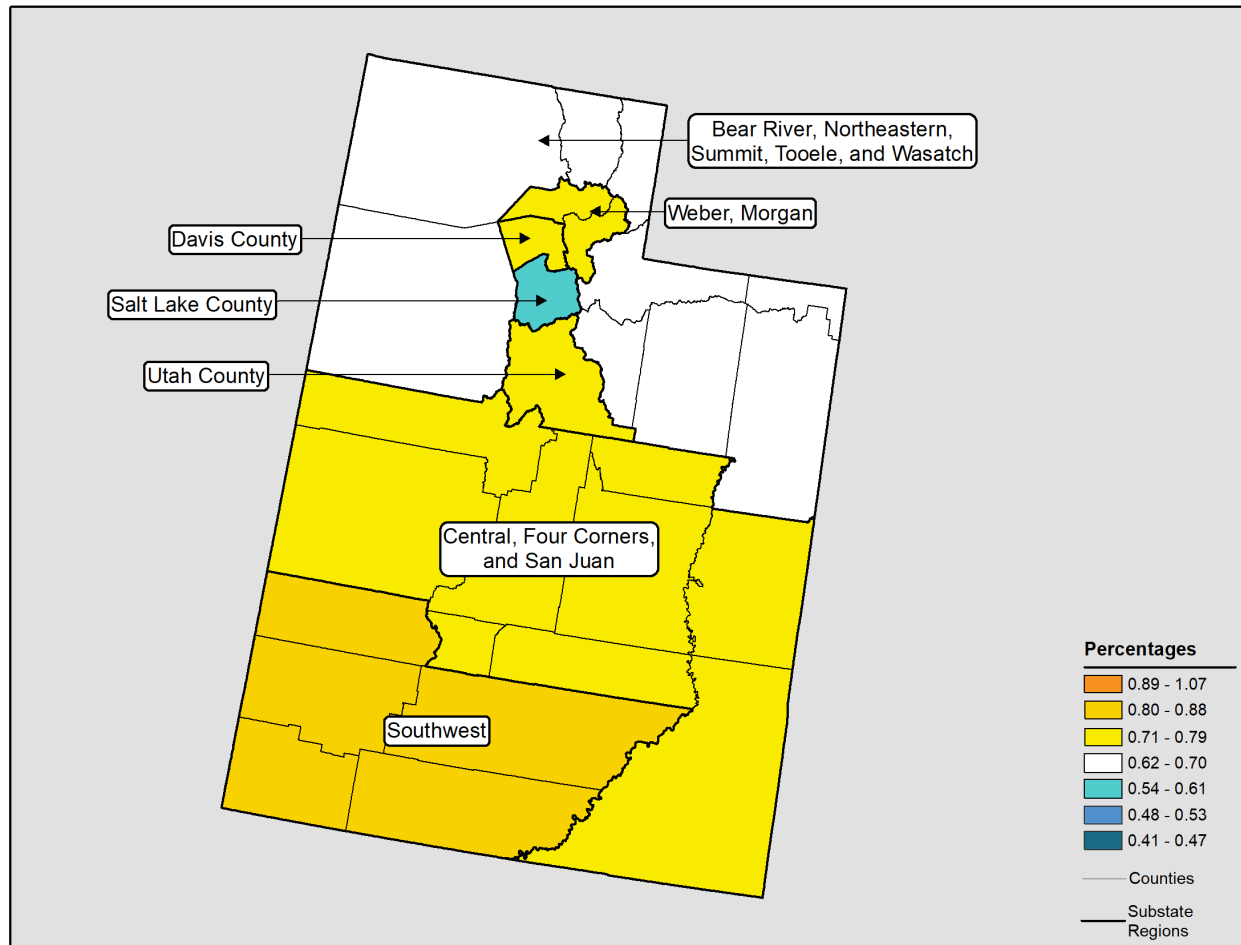 Bear River, Northeastern,
Summit, Tooele, and Wasatch
Weber, Morgan
Davis County
Salt Lake County
Utah County
Central, Four Corners,
and San Juan
Southwest
Percentages
0.89 - 1.07
0.80 - 0.88
0.71 - 0.79
0.62 - 0.70
0.54 - 0.61
0.48 - 0.53
0.41 - 0.47
Counties
Substate
Regions